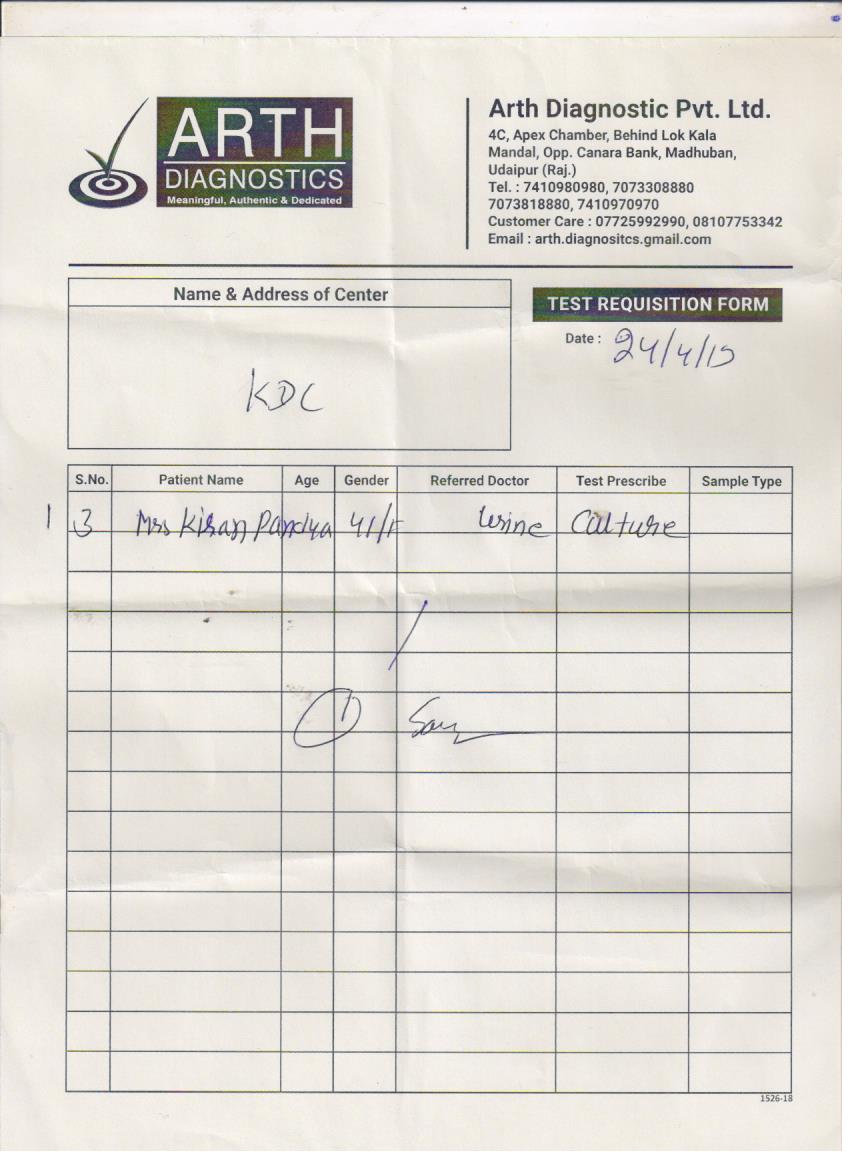 ARTH
DIAGNOSTICS
Meaningful, Authentic & Dedicated
Arth Diagnostic Pvt. Ltd.
4C, Apex Chamber, Behind Lok Kala
Mandal, Opp. Canara Bank, Madhuban,
Udaipur (Raj.)
Tel. : 7410980980, 7073308880
7073818880, 7410970970
Customer Care : 07725992990, 08107753342
Email : arth.diagnositcs.gmail.com
Name & Address of Center
KDC
TEST REQUISITION FORM
Date : 24/4/19
S.No. Patient Name Age Gender Referred Doctor Test Prescribe Sample Type
1 3 Mrs Kiran Pandya 41/F Urine Culture
1
1526-18